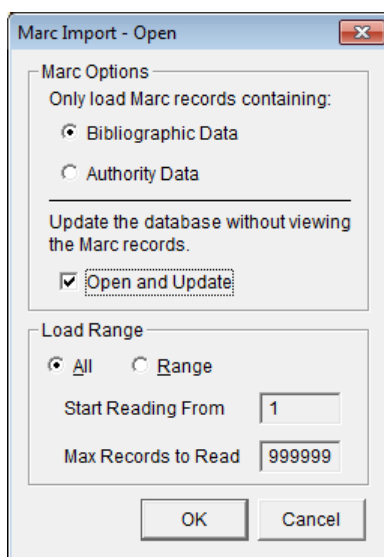 Marc Import - Open
Marc Options
Only load Marc records containing:
Bibliographic Data
Authority Data
Update the database without viewing
the Marc records.
Open and Update
Load Range
All Range
Start Reading From 1
Max Records to Read 999999
OK Cancel